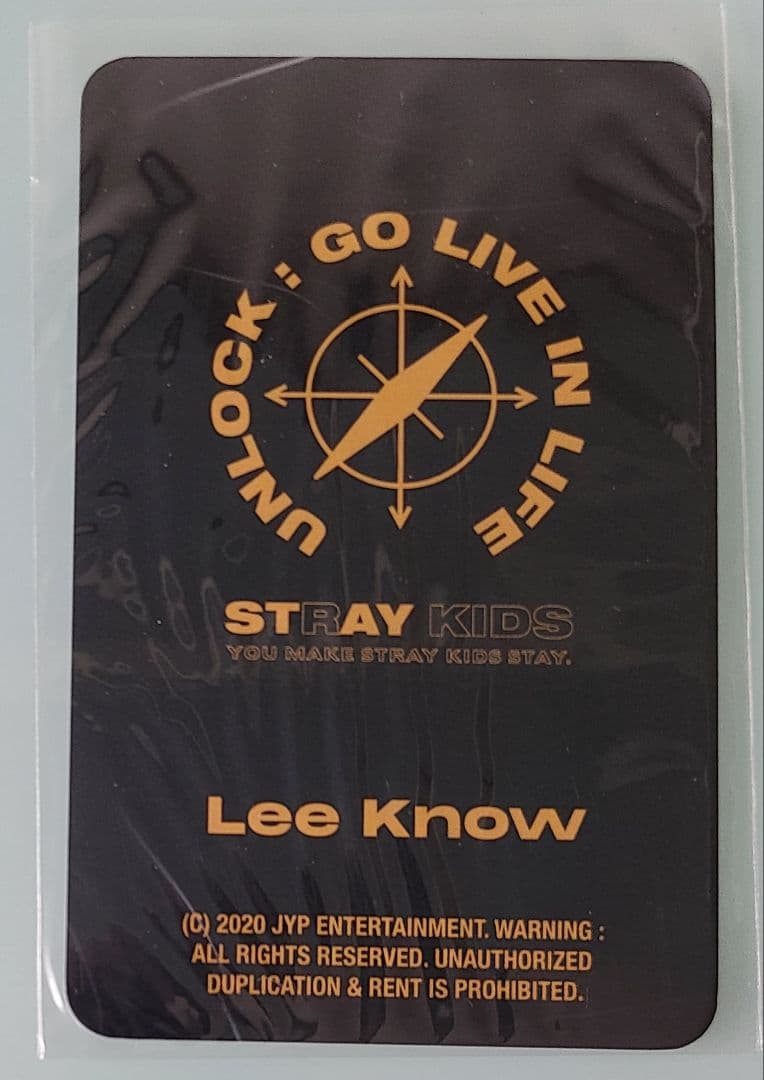 UNLOCK : GO LIVE IN LIFE
STRAY KIDS
YOU MAKE STRAY KIDS STAY.
Lee Know
(C) 2020 JYP ENTERTAINMENT. WARNING :
ALL RIGHTS RESERVED. UNAUTHORIZED
DUPLICATION & RENT IS PROHIBITED.